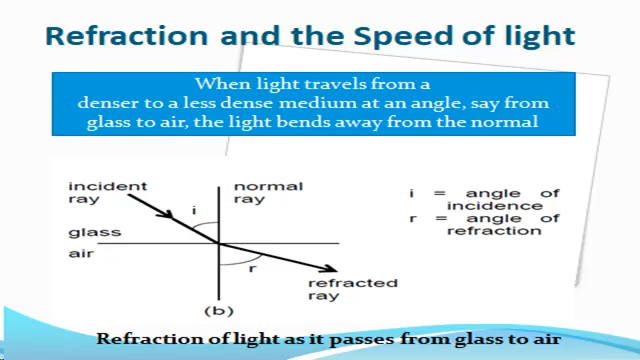 Refraction and the Speed of light
When light travels from a
denser to a less dense medium at an angle, say from
glass to air, the light bends away from the normal
incident
ray
normal
ray
i
glass
air
r
refracted
ray
(b)
i = angle of
incidence
r = angle of
refraction
Refraction of light as it passes from glass to air